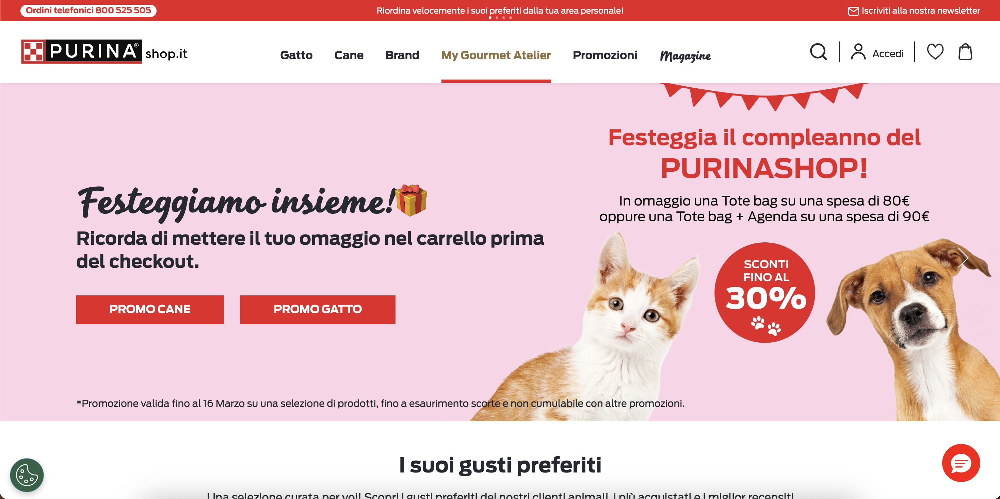 Ordini telefonici 800 525 505
Riordina velocemente i suoi preferiti dalla tua area personale!
Iscriviti alla nostra newsletter
PURINA® shop.it
Gatto
Cane
Brand
My Gourmet Atelier
Promozioni
Magazine
Accedi
Festeggiamo insieme!
Ricorda di mettere il tuo omaggio nel carrello prima
del checkout.
PROMO CANE
PROMO GATTO
*Promozione valida fino al 16 Marzo su una selezione di prodotti, fino a esaurimento scorte e non cumulabile con altre promozioni.
Festeggia il compleanno del
PURINASHOP!
In omaggio una Tote bag su una spesa di 80€
oppure una Tote bag + Agenda su una spesa di 90€
SCONTI
FINO AL
30%
I suoi gusti preferiti
Una selezione curata per voi! Scopri i gusti preferiti dei nostri clienti animali, i più acquistati e i miglior recensiti